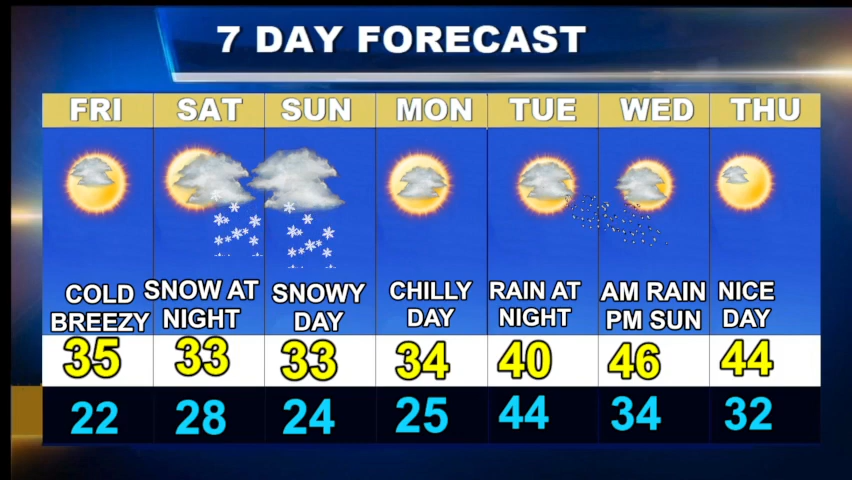 7 DAY FORECAST
FRI SAT SUN MON TUE WED THU
COLD BREEZY
SNOW AT NIGHT
SNOWY DAY
CHILLY DAY
RAIN AT NIGHT
AM RAIN PM SUN
NICE DAY
35 33 33 34 40 46 44
22 28 24 25 44 34 32